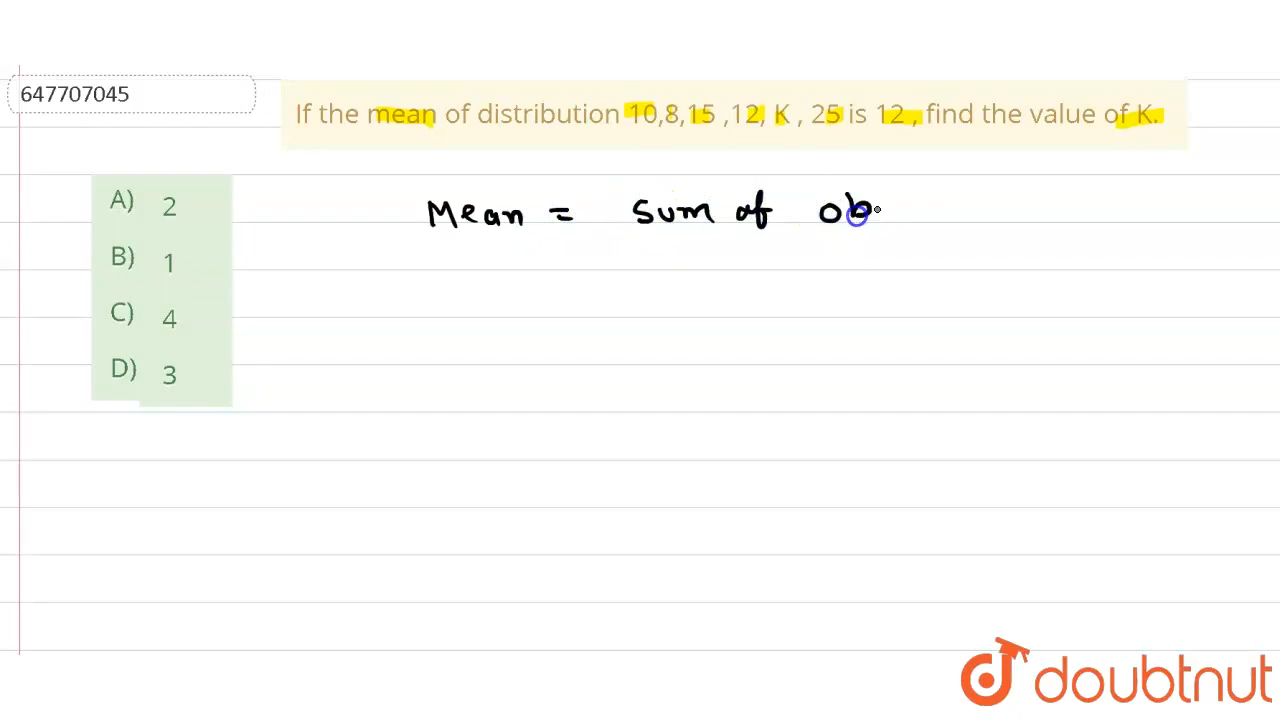 647707045
If the mean of distribution 10,8,15 ,12, K , 25 is 12 , find the value of K.
Mean = Sum of ob
A) 2
B) 1
C) 4
D) 3
doubtnut